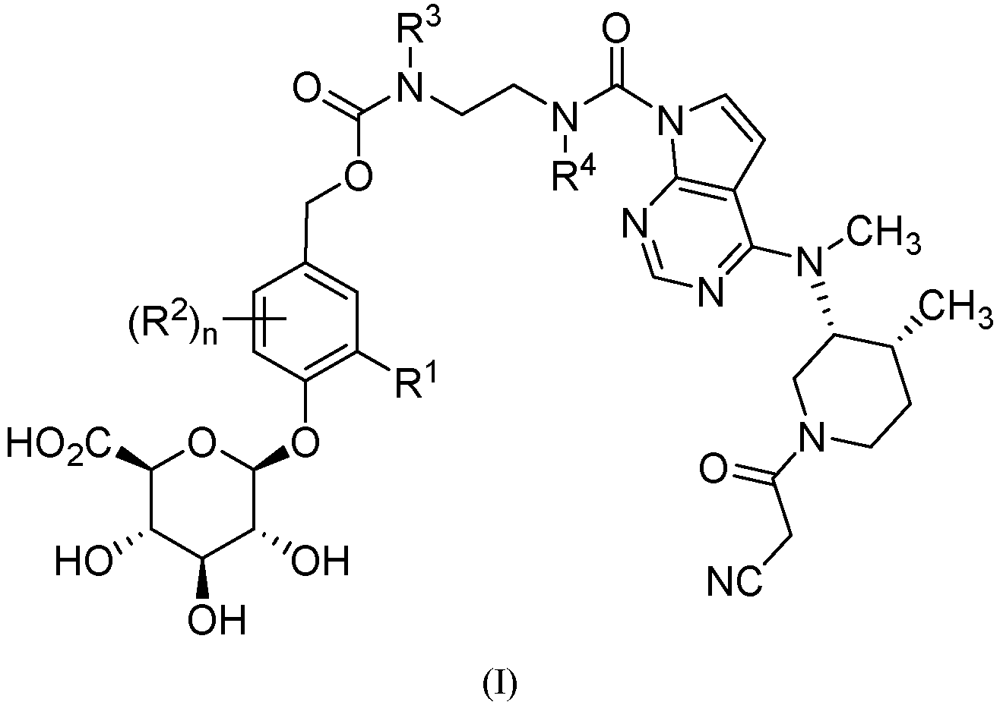 R³
O
O
N
N
N
R⁴
O
N
N
N
CH₃
CH₃
(R²)ₙ
R¹
HO₂C
O
O
N
O
HO
OH
NC
OH
(I)